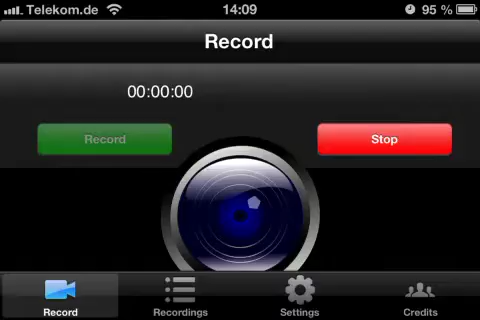 Telekom.de 14:09 95 %
Record
00:00:00
Record Stop
Record Recordings Settings Credits